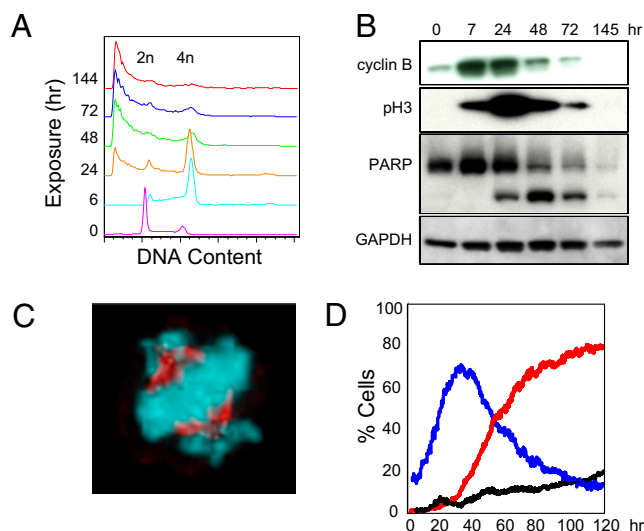 A
2n 4n
Exposure (hr)
144
72
48
24
6
0
DNA Content
B
0 7 24 48 72 145 hr
cyclin B
pH3
PARP
GAPDH
C
D
% Cells
100
80
60
40
20
0
0 20 40 60 80 100 120 hr